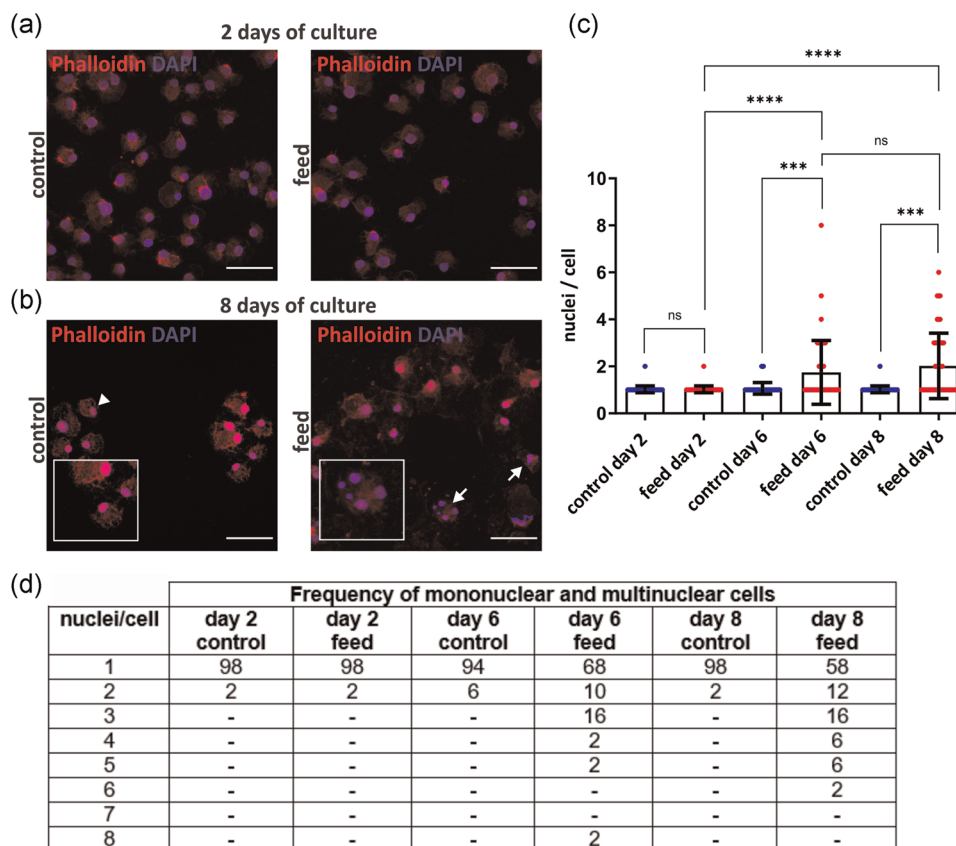 (a)
2 days of culture
Phalloidin DAPI
Phalloidin DAPI
control
feed
(b)
8 days of culture
Phalloidin DAPI
Phalloidin DAPI
control
feed
(c)
****
****
ns
***
***
ns
nuclei / cell
10
8
6
4
2
0
control day 2
feed day 2
control day 6
feed day 6
control day 8
feed day 8
(d)
Frequency of mononuclear and multinuclear cells
nuclei/cell day 2 control day 2 feed day 6 control day 6 feed day 8 control day 8 feed
1 98 98 94 68 98 58
2 2 2 6 10 2 12
3 - - - 16 - 16
4 - - - 2 - 6
5 - - - 2 - 6
6 - - - - - 2
7 - - - - - -
8 - - - 2 - -